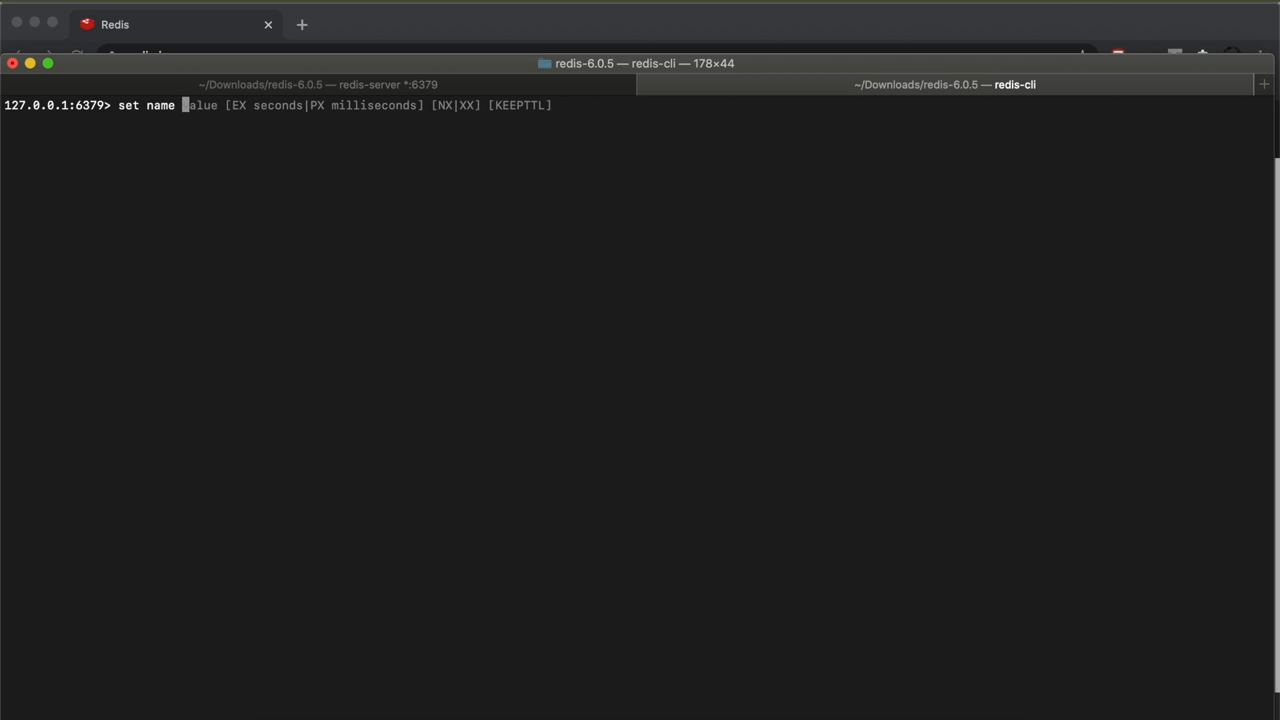 Redis
redis-6.0.5 — redis-cli — 178×44
~/Downloads/redis-6.0.5 — redis-server *:6379
~/Downloads/redis-6.0.5 — redis-cli
127.0.0.1:6379> set name value [EX seconds|PX milliseconds] [NX|XX] [KEEPTTL]